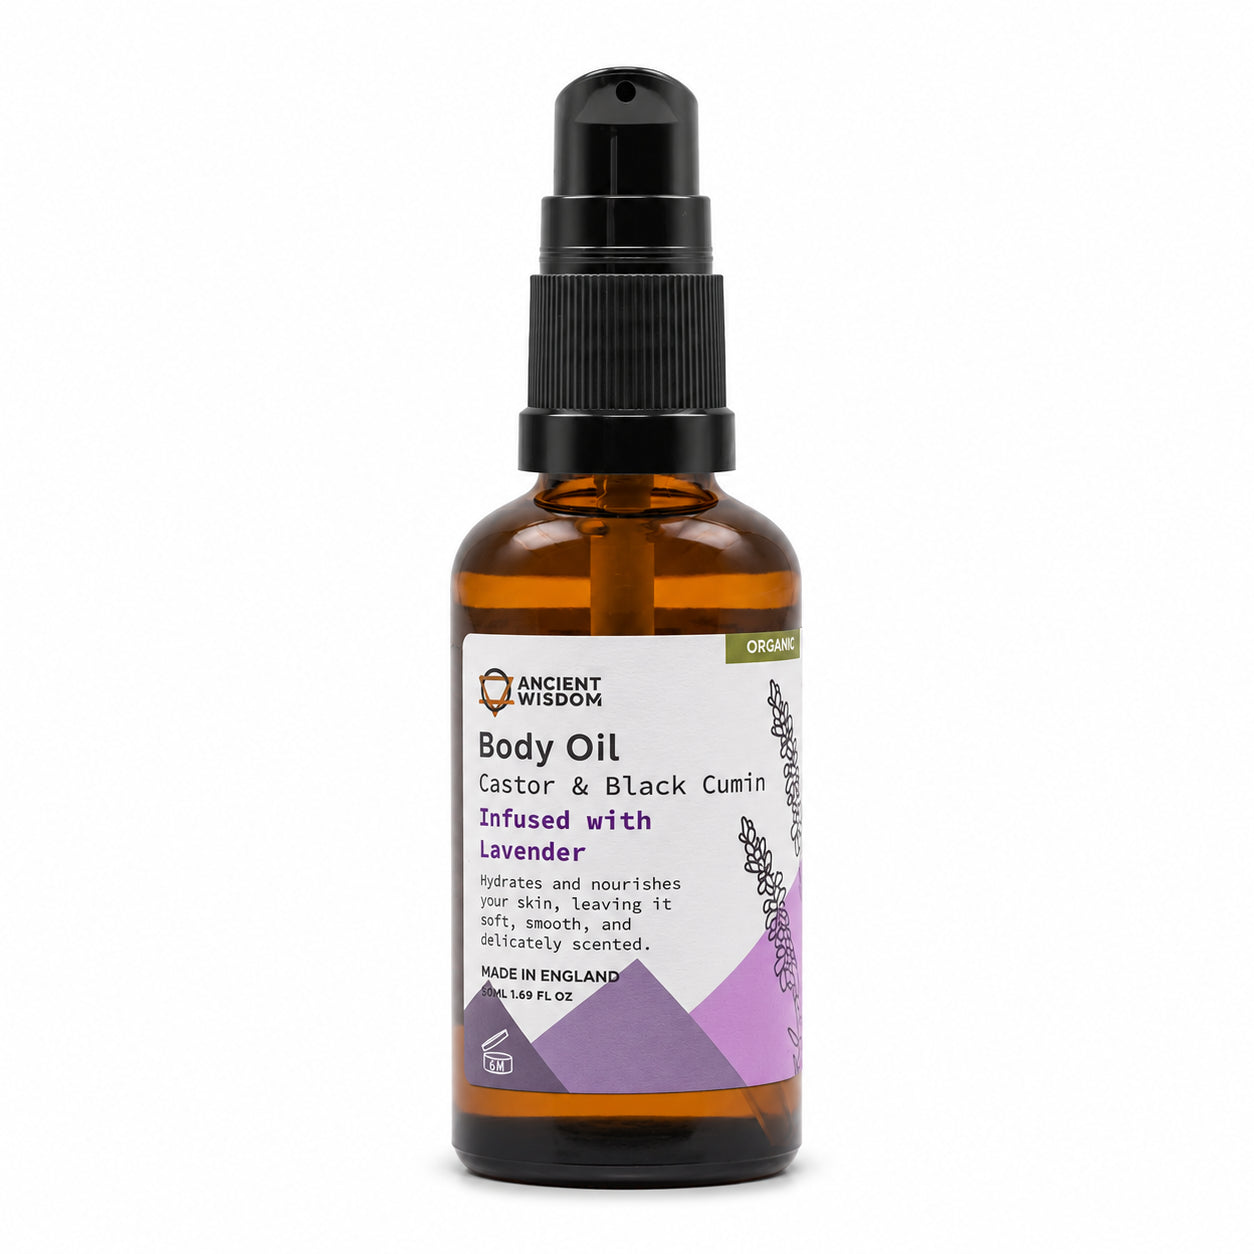 ORGANIC
ANCIENT
WISDOM
Body Oil
Castor & Black Cumin
Infused with
Lavender
Hydrates and nourishes
your skin, leaving it
soft, smooth, and
delicately scented.
MADE IN ENGLAND
50ML 1.69 FL OZ
6M